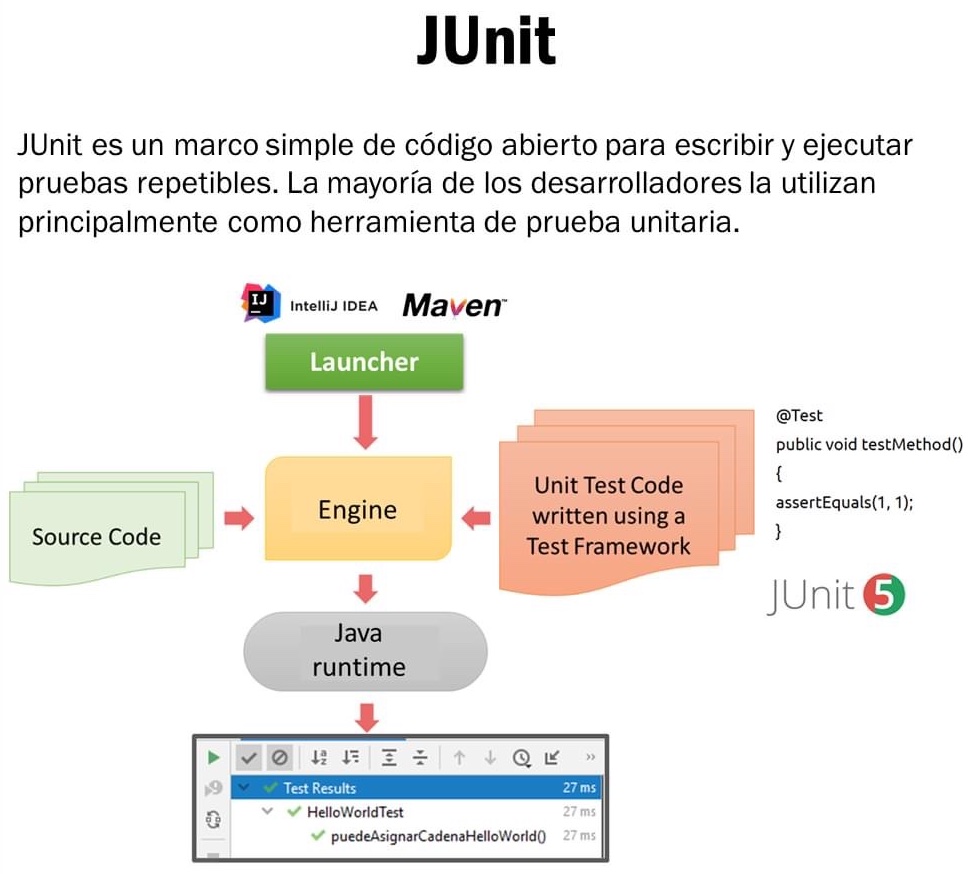 JUnit
JUnit es un marco simple de código abierto para escribir y ejecutar
pruebas repetibles. La mayoría de los desarrolladores la utilizan
principalmente como herramienta de prueba unitaria.
IJ
IntelliJ IDEA
Maven™
Launcher
Source Code
Engine
Unit Test Code
written using a
Test Framework
@Test
public void testMethod()
{
assertEquals(1, 1);
}
JUnit 5
Java
runtime
Test Results 27 ms
HelloWorldTest 27 ms
puedeAsignarCadenaHelloWorld() 27 ms